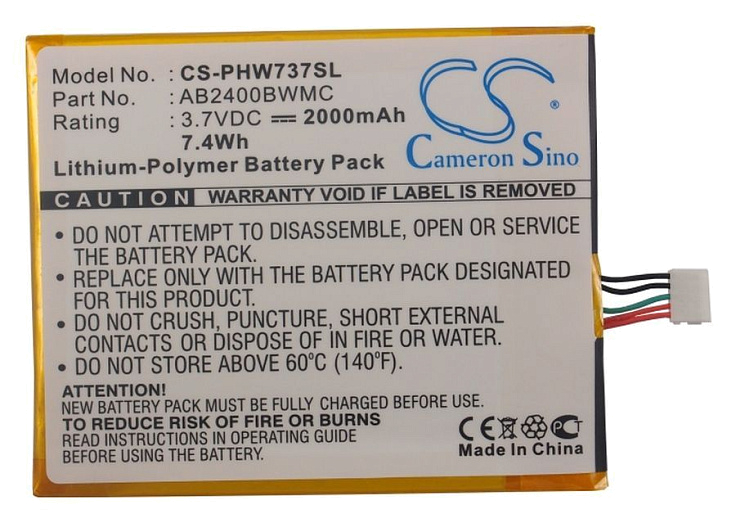 Model No. : CS-PHW737SL
Part No. : AB2400BWMC
Rating : 3.7VDC 2000mAh
7.4Wh
Lithium-Polymer Battery Pack
CS
®
Cameron Sino
CAUTION WARRANTY VOID IF LABEL IS REMOVED
• DO NOT ATTEMPT TO DISASSEMBLE, OPEN OR SERVICE
THE BATTERY PACK.
• REPLACE ONLY WITH THE BATTERY PACK DESIGNATED
FOR THIS PRODUCT.
• DO NOT CRUSH, PUNCTURE, SHORT EXTERNAL
CONTACTS OR DISPOSE OF IN FIRE OR WATER.
• DO NOT STORE ABOVE 60°C (140°F).
ATTENTION!
NEW BATTERY PACK MUST BE FULLY CHARGED BEFORE USE.
TO REDUCE RISK OF FIRE OR BURNS
READ INSTRUCTIONS OPERATING GUIDE
BEFORE USING BATTERY PACK.
CE PCT
Made In China